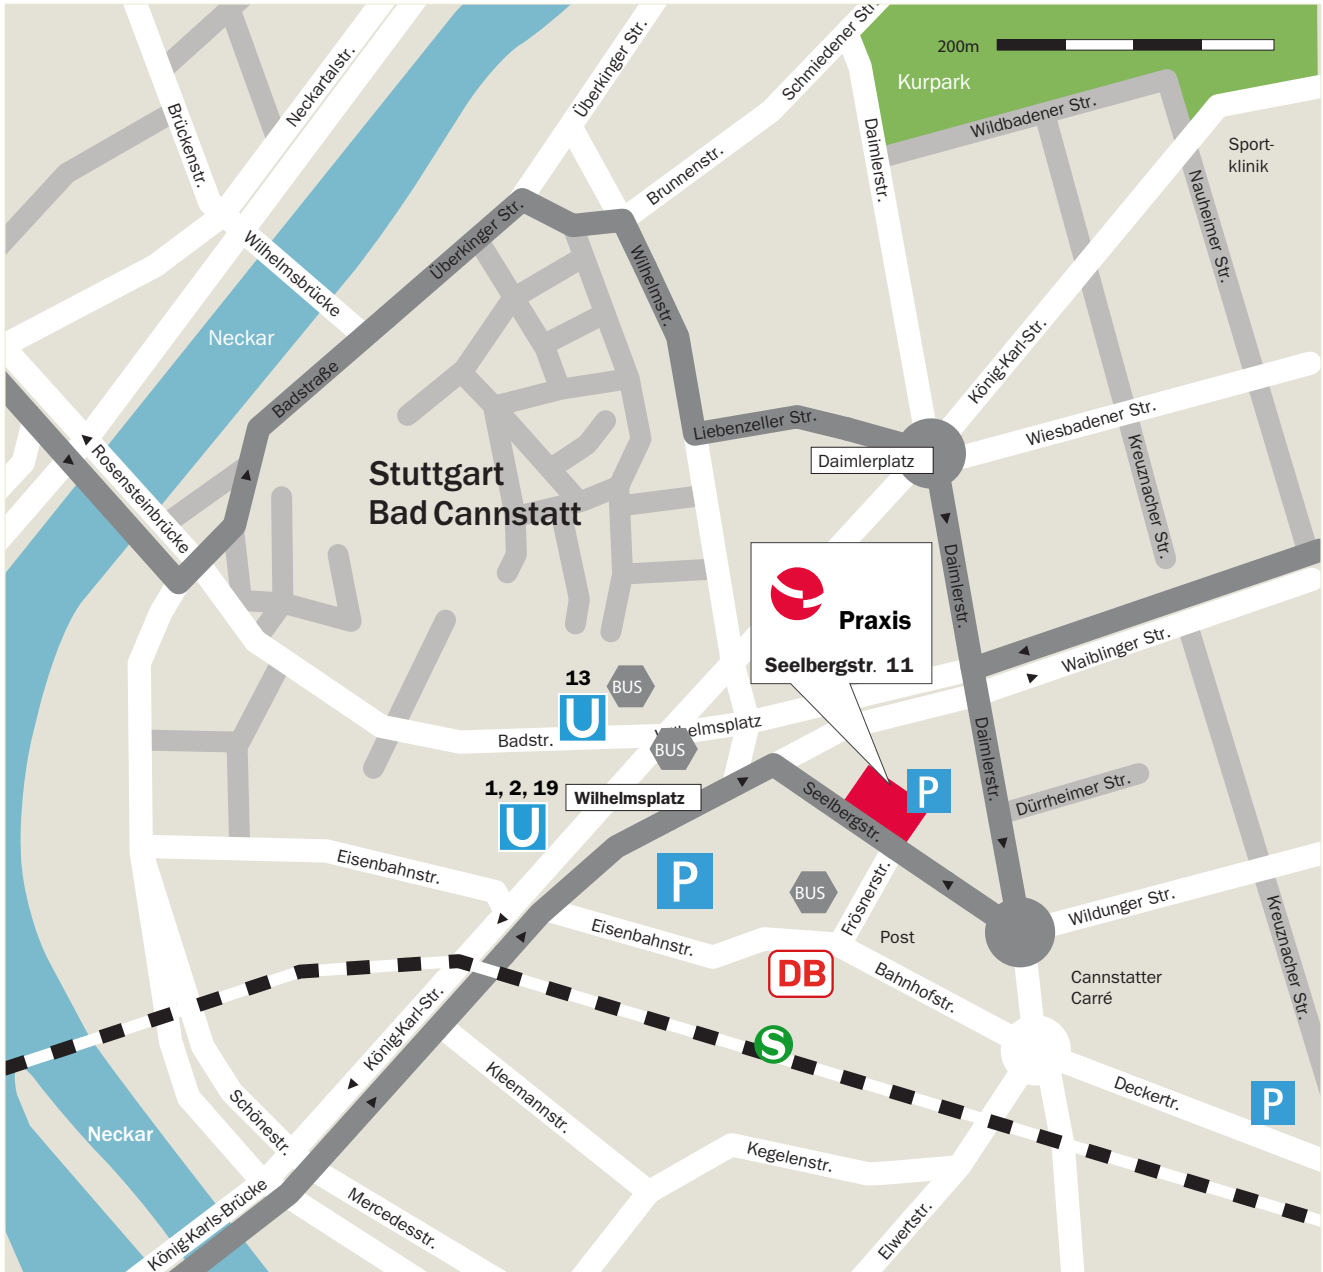 200m
Kurpark
Überkinger Str.
Schmiedener Str.
Neckartalstr.
Brückenstr.
Wildbadener Str.
Daimlerstr.
Sport-
klinik
Brunnenstr.
Nauheimer Str.
Überkinger Str.
Wilhelmsbrücke
Wilhelmstr.
Neckar
König-Karl-Str.
Badstraße
Liebenzeller Str.
Wiesbadener Str.
Daimlerplatz
Kreuznacher Str.
Rosensteinbrücke
Stuttgart
Bad Cannstatt
Daimlerstr.
Praxis
Seelbergstr. 11
Waiblinger Str.
13
U
BUS
Wilhelmsplatz
Badstr.
BUS
Daimlerstr.
1, 2, 19
U
Wilhelmsplatz
Seelbergstr.
P
Dürrheimer Str.
Eisenbahnstr.
P
BUS
Frösnerstr.
Wildunger Str.
Kreuznacher Str.
Eisenbahnstr.
Post
DB
Bahnhofstr.
Cannstatter
Carré
König-Karl-Str.
S
Kleemannstr.
Deckertr.
P
Schönestr.
Neckar
Kegelenstr.
König-Karls-Brücke
Mercedesstr.
Elwertstr.